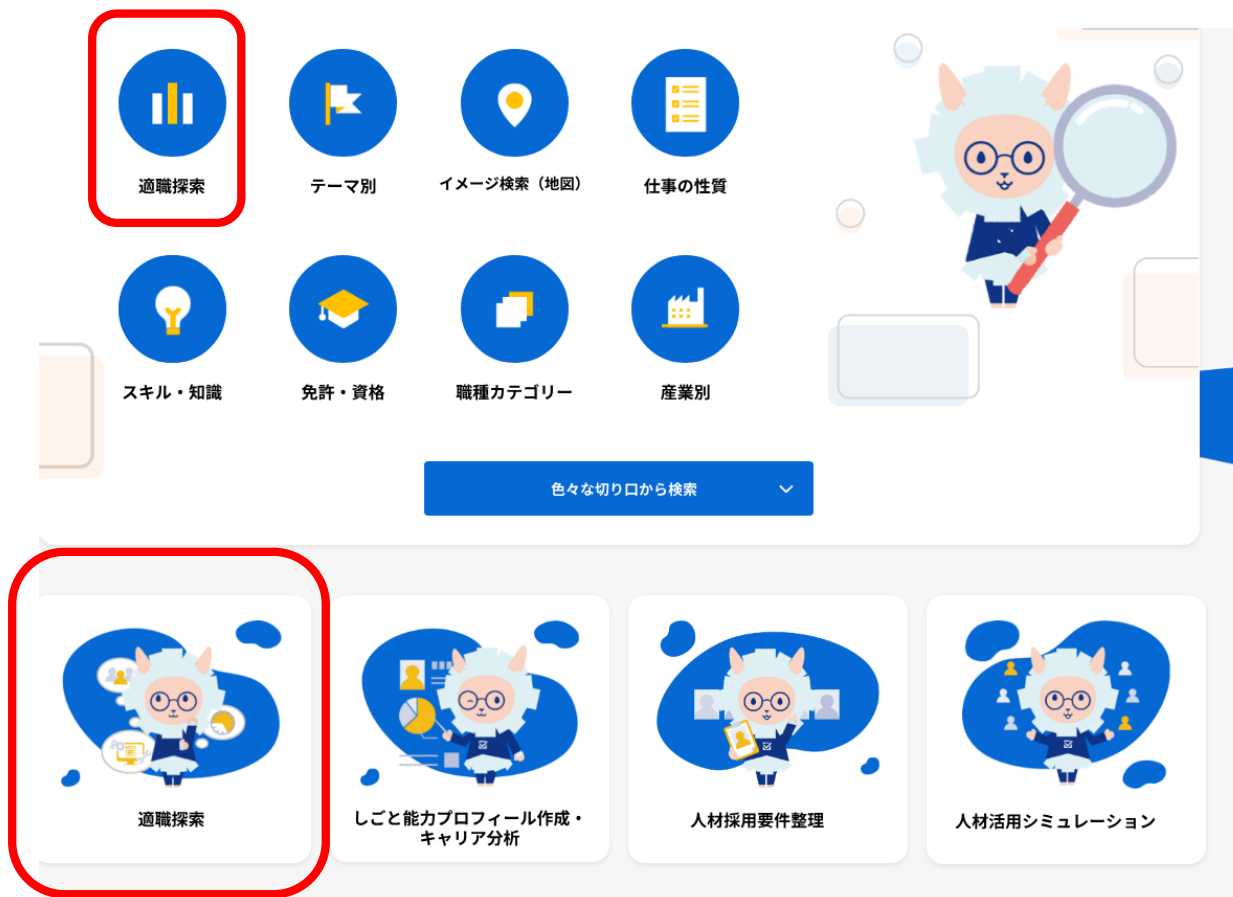 適職探索
テーマ別
イメージ検索（地図）
仕事の性質
スキル・知識
免許・資格
職種カテゴリー
産業別
色々な切り口から検索
適職探索
しごと能力プロフィール作成・
キャリア分析
人材採用要件整理
人材活用シミュレーション